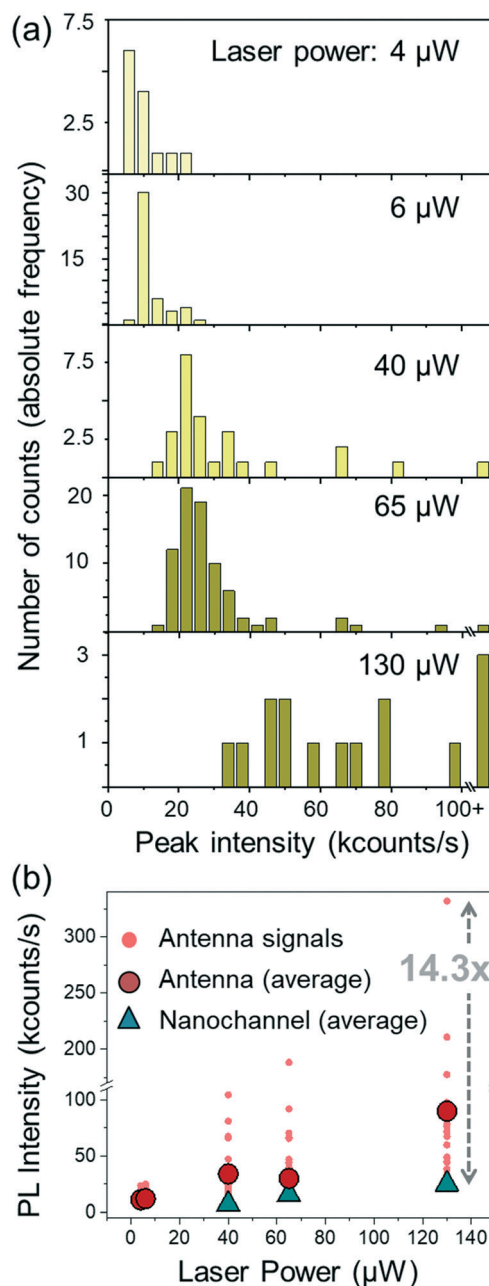 (a)
Laser power: 4 µW
7.5
5
2.5
6 µW
30
15
40 µW
7.5
2.5
65 µW
20
10
130 µW
3
1
Number of counts (absolute frequency)
0 20 40 60 80 100+
Peak intensity (kcounts/s)
(b)
300
250
200
100
50
0
PL Intensity (kcounts/s)
Antenna signals
Antenna (average)
Nanochannel (average)
14.3x
0 20 40 60 80 100 120 140
Laser Power (µW)